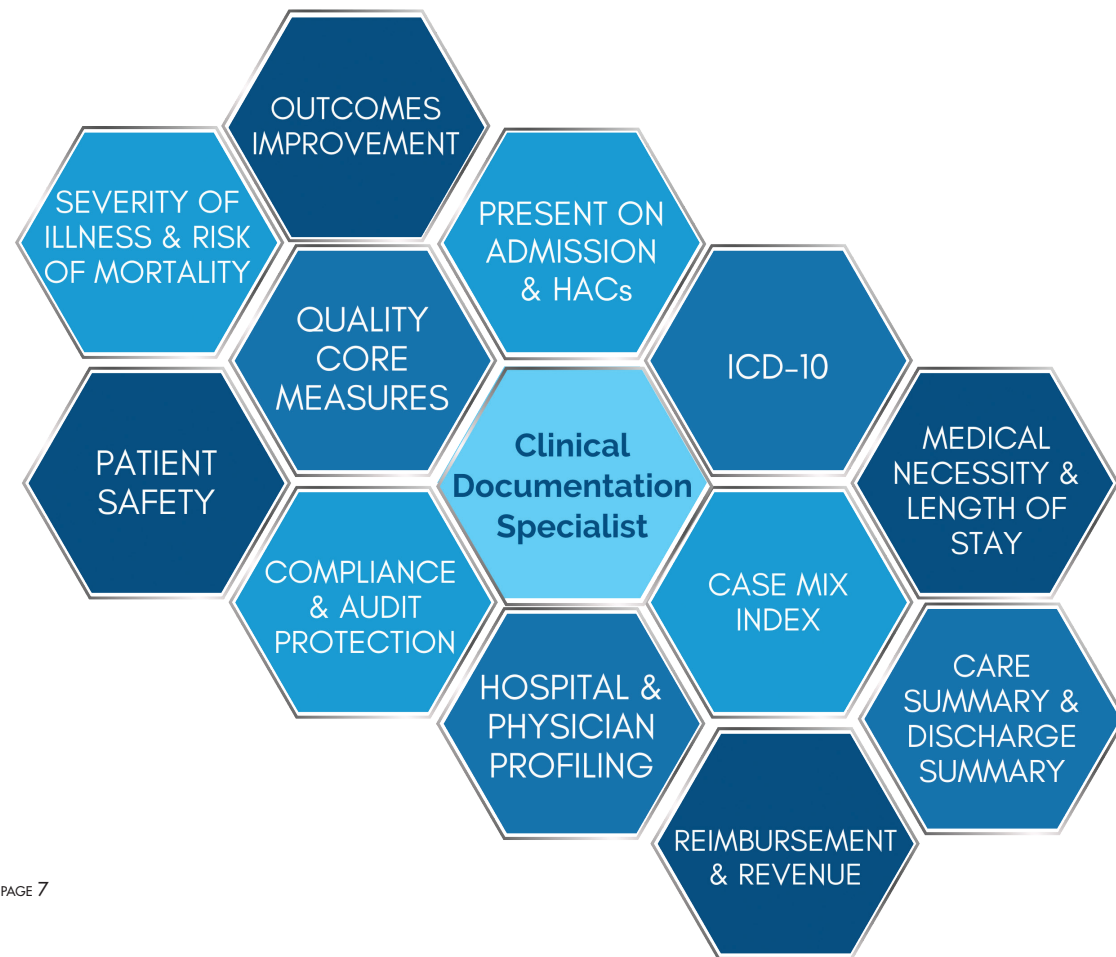 OUTCOMES
IMPROVEMENT
SEVERITY OF
ILLNESS & RISK
OF MORTALITY
PRESENT ON
ADMISSION
& HACs
QUALITY
CORE
MEASURES
ICD-10
Clinical
Documentation
Specialist
MEDICAL
NECESSITY &
LENGTH OF
STAY
PATIENT
SAFETY
COMPLIANCE
& AUDIT
PROTECTION
CASE MIX
INDEX
HOSPITAL &
PHYSICIAN
PROFILING
CARE
SUMMARY &
DISCHARGE
SUMMARY
REIMBURSEMENT
& REVENUE
PAGE 7